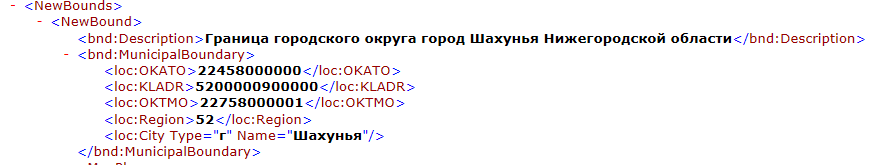 - <NewBounds>
- <NewBound>
<bnd:Description>Граница городского округа город Шахунья Нижегородской области</bnd:Description>
- <bnd:MunicipalBoundary>
<loc:OKATO>22458000000</loc:OKATO>
<loc:KLADR>5200000900000</loc:KLADR>
<loc:OKTMO>22758000001</loc:OKTMO>
<loc:Region>52</loc:Region>
<loc:City Type="г" Name="Шахунья"/>
</bnd:MunicipalBoundary>